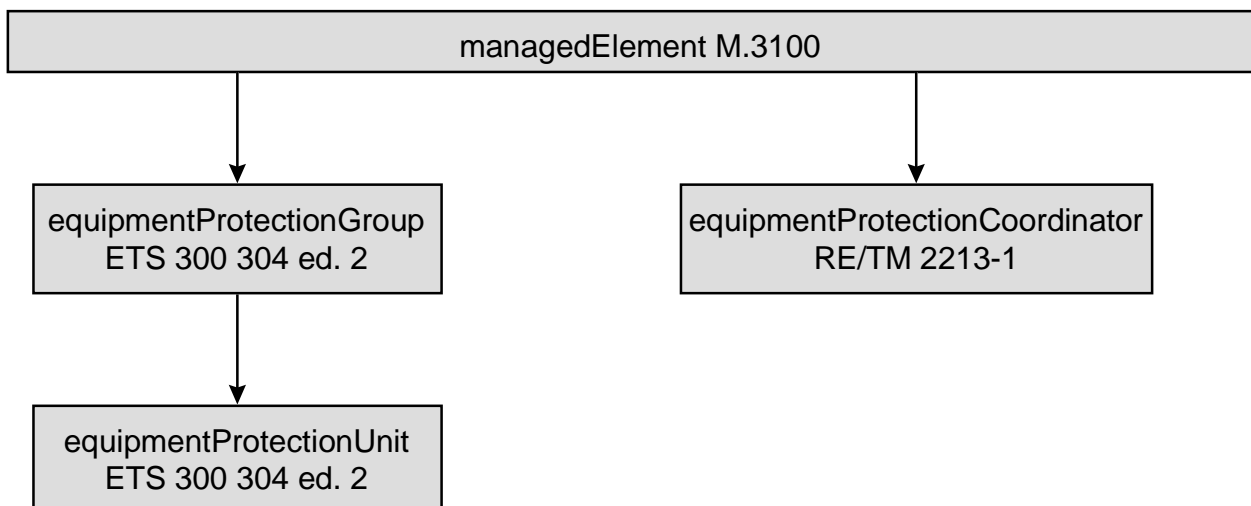 managedElement M.3100
equipmentProtectionGroup
ETS 300 304 ed. 2
equipmentProtectionCoordinator
RE/TM 2213-1
equipmentProtectionUnit
ETS 300 304 ed. 2